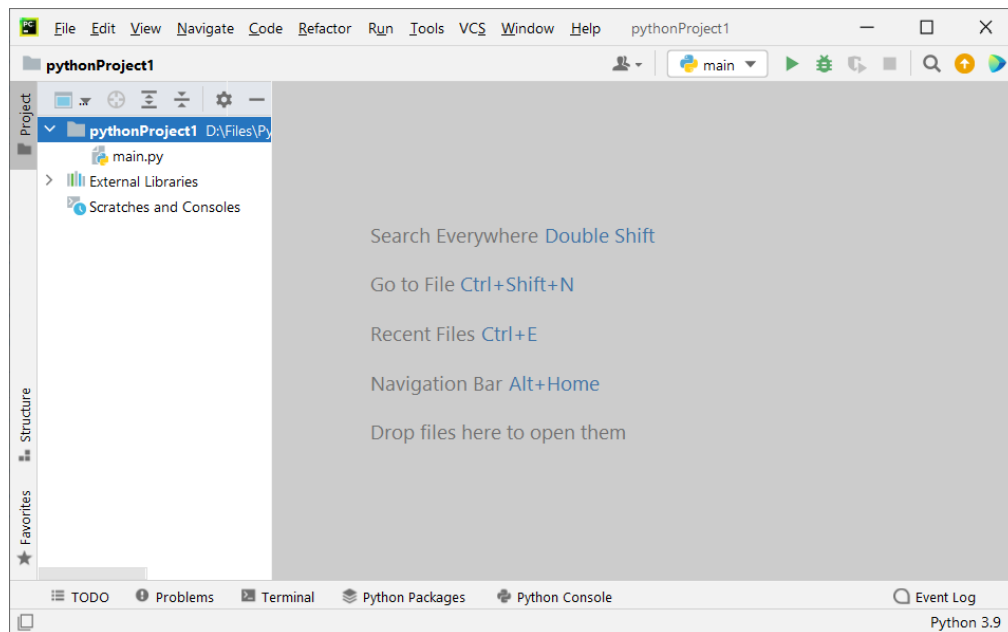 PC
File Edit View Navigate Code Refactor Run Tools VCS Window Help pythonProject1
pythonProject1
main
Project
pythonProject1 D:\Files\Py
main.py
External Libraries
Scratches and Consoles
Search Everywhere Double Shift
Go to File Ctrl+Shift+N
Recent Files Ctrl+E
Navigation Bar Alt+Home
Drop files here to open them
Structure
Favorites
TODO Problems Terminal Python Packages Python Console Event Log
Python 3.9